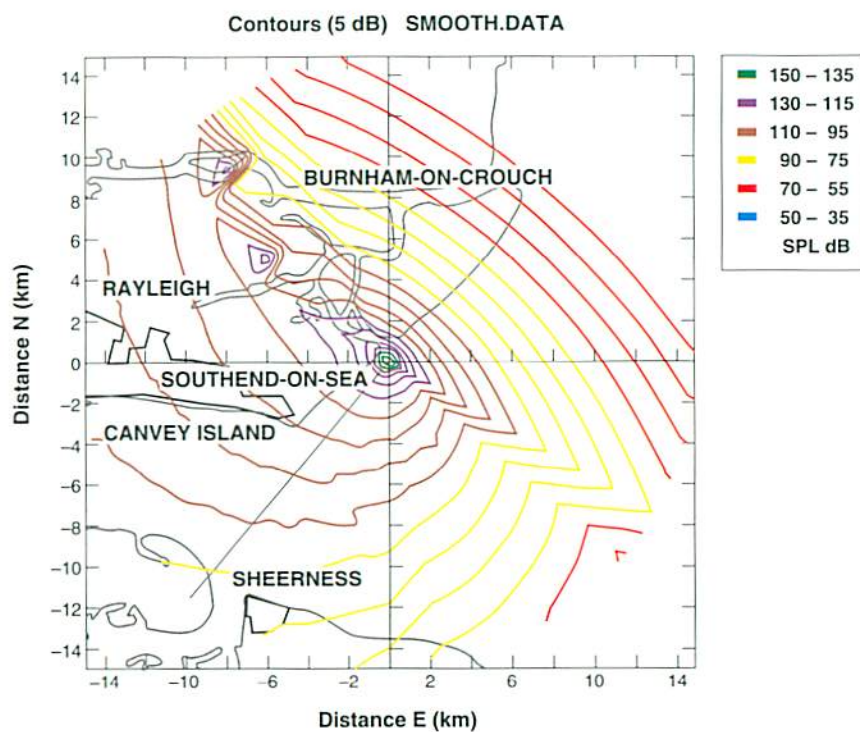 Contours (5 dB) SMOOTH.DATA
150 – 135
130 – 115
110 – 95
90 – 75
70 – 55
50 – 35
SPL dB
14
12
10
8
6
4
2
0
−2
−4
−6
−8
−10
−12
−14
Distance N (km)
BURNHAM-ON-CROUCH
RAYLEIGH
SOUTHEND-ON-SEA
CANVEY ISLAND
SHEERNESS
−14 −10 −6 −2 2 6 10 14
Distance E (km)